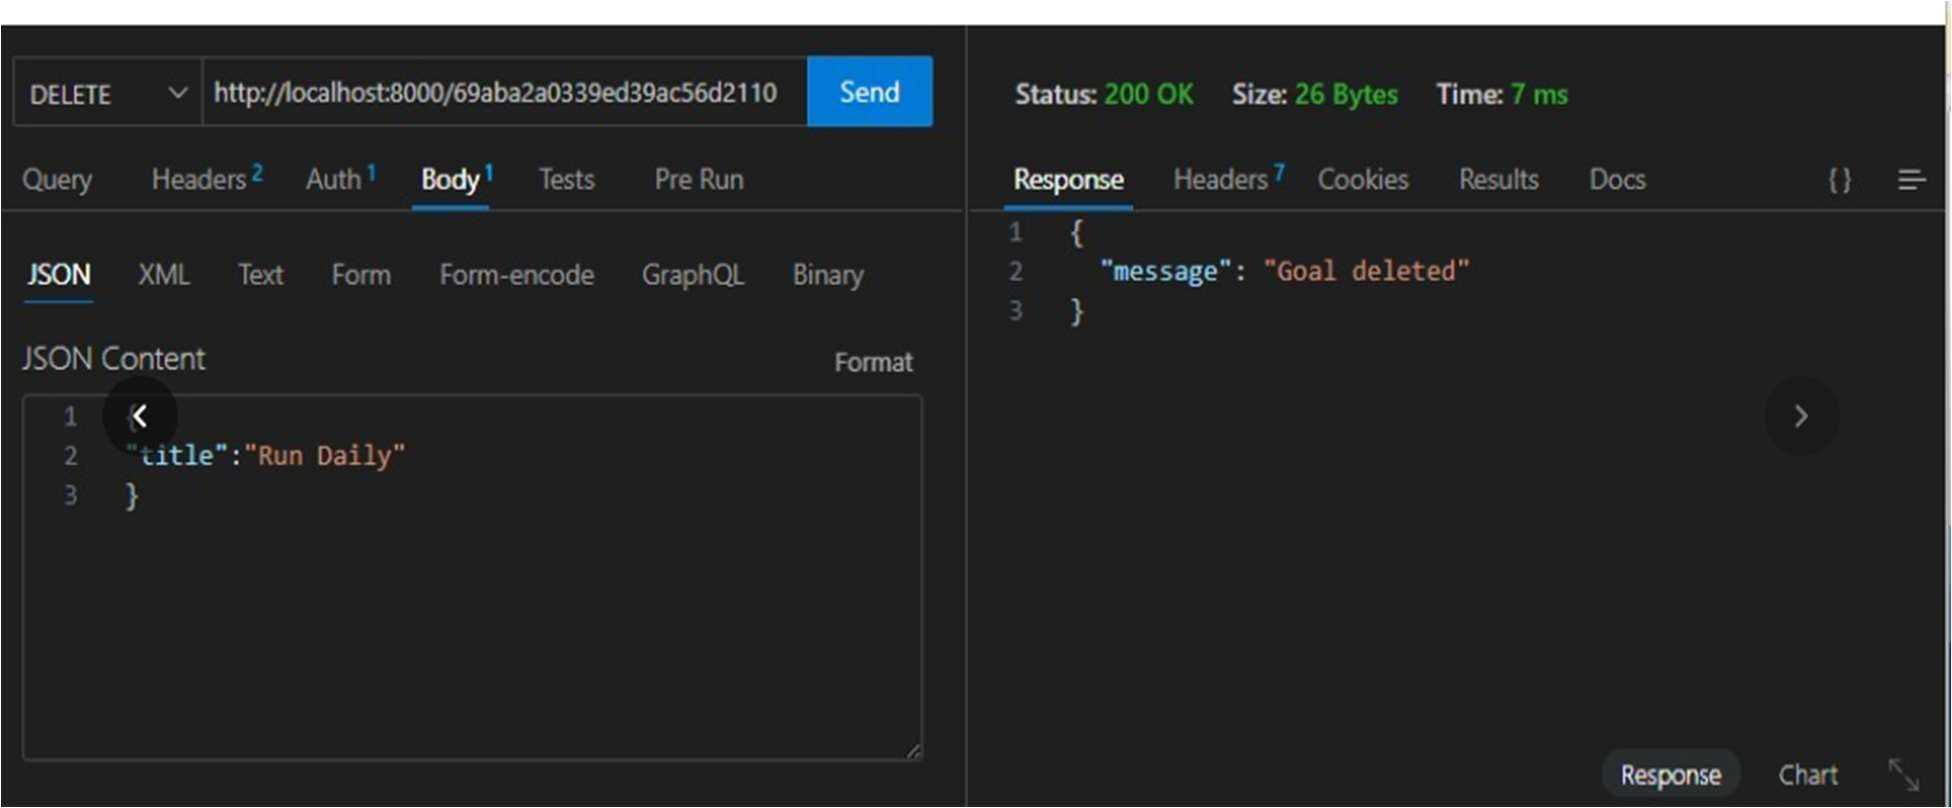 DELETE http://localhost:8000/69aba2a0339ed39ac56d2110 Send
Query Headers 2 Auth 1 Body 1 Tests Pre Run
JSON XML Text Form Form-encode GraphQL Binary
JSON Content Format
1 {
2 "title":"Run Daily"
3 }
Status: 200 OK Size: 26 Bytes Time: 7 ms
Response Headers 7 Cookies Results Docs {}
1 {
2 "message": "Goal deleted"
3 }
Response Chart